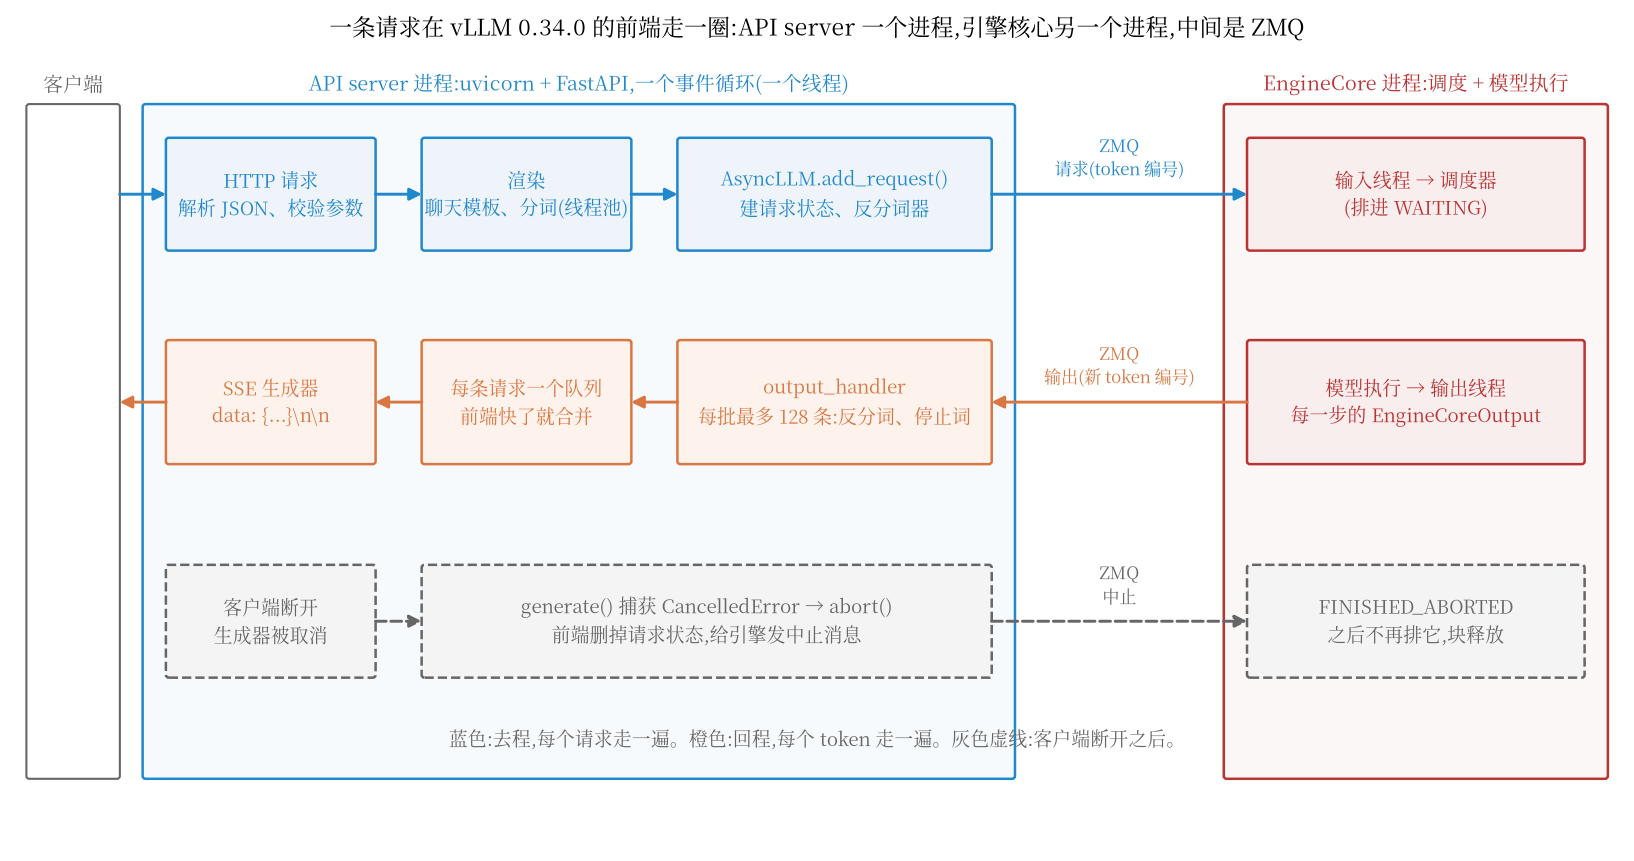 一条请求在 vLLM 0.34.0 的前端走一圈:API server 一个进程,引擎核心另一个进程,中间是 ZMQ
客户端
API server 进程:uvicorn + FastAPI,一个事件循环(一个线程)
EngineCore 进程:调度 + 模型执行
HTTP 请求
解析 JSON、校验参数
渲染
聊天模板、分词(线程池)
AsyncLLM.add_request()
建请求状态、反分词器
ZMQ
请求(token 编号)
输入线程 → 调度器
(排进 WAITING)
SSE 生成器
data: {...}\n\n
每条请求一个队列
前端快了就合并
output_handler
每批最多 128 条:反分词、停止词
ZMQ
输出(新 token 编号)
模型执行 → 输出线程
每一步的 EngineCoreOutput
客户端断开
生成器被取消
generate() 捕获 CancelledError → abort()
前端删掉请求状态,给引擎发中止消息
ZMQ
中止
FINISHED_ABORTED
之后不再排它,块释放
蓝色:去程,每个请求走一遍。橙色:回程,每个 token 走一遍。灰色虚线:客户端断开之后。